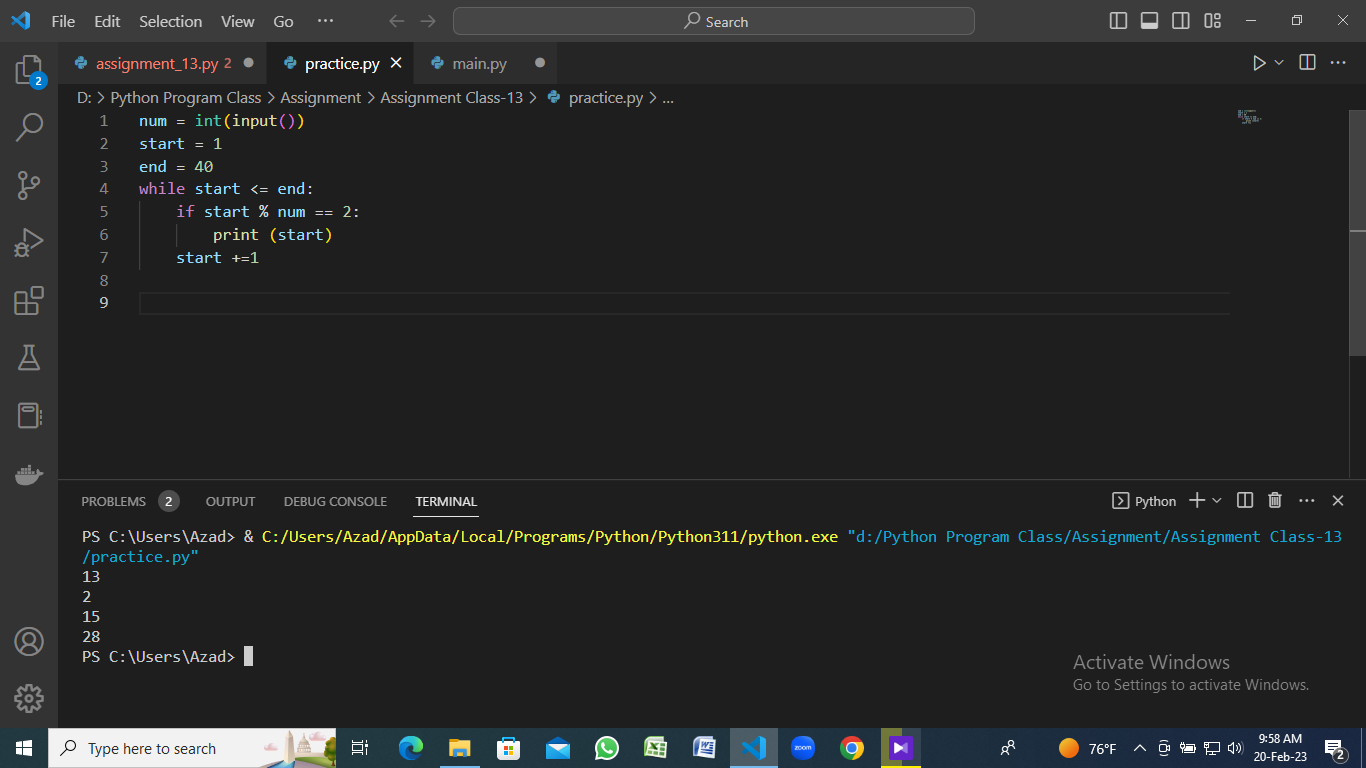 File Edit Selection View Go ··· Search
2
assignment_13.py 2 practice.py main.py
D: > Python Program Class > Assignment > Assignment Class-13 > practice.py > ...
1 num = int(input())
2 start = 1
3 end = 40
4 while start <= end:
5 if start % num == 2:
6 print (start)
7 start +=1
8
9
PROBLEMS 2 OUTPUT DEBUG CONSOLE TERMINAL Python
PS C:\Users\Azad> & C:/Users/Azad/AppData/Local/Programs/Python/Python311/python.exe "d:/Python Program Class/Assignment/Assignment Class-13
/practice.py"
13
2
15
28
PS C:\Users\Azad>
Activate Windows
Go to Settings to activate Windows.
Type here to search
zoom
76°F
9:58 AM
20-Feb-23
2